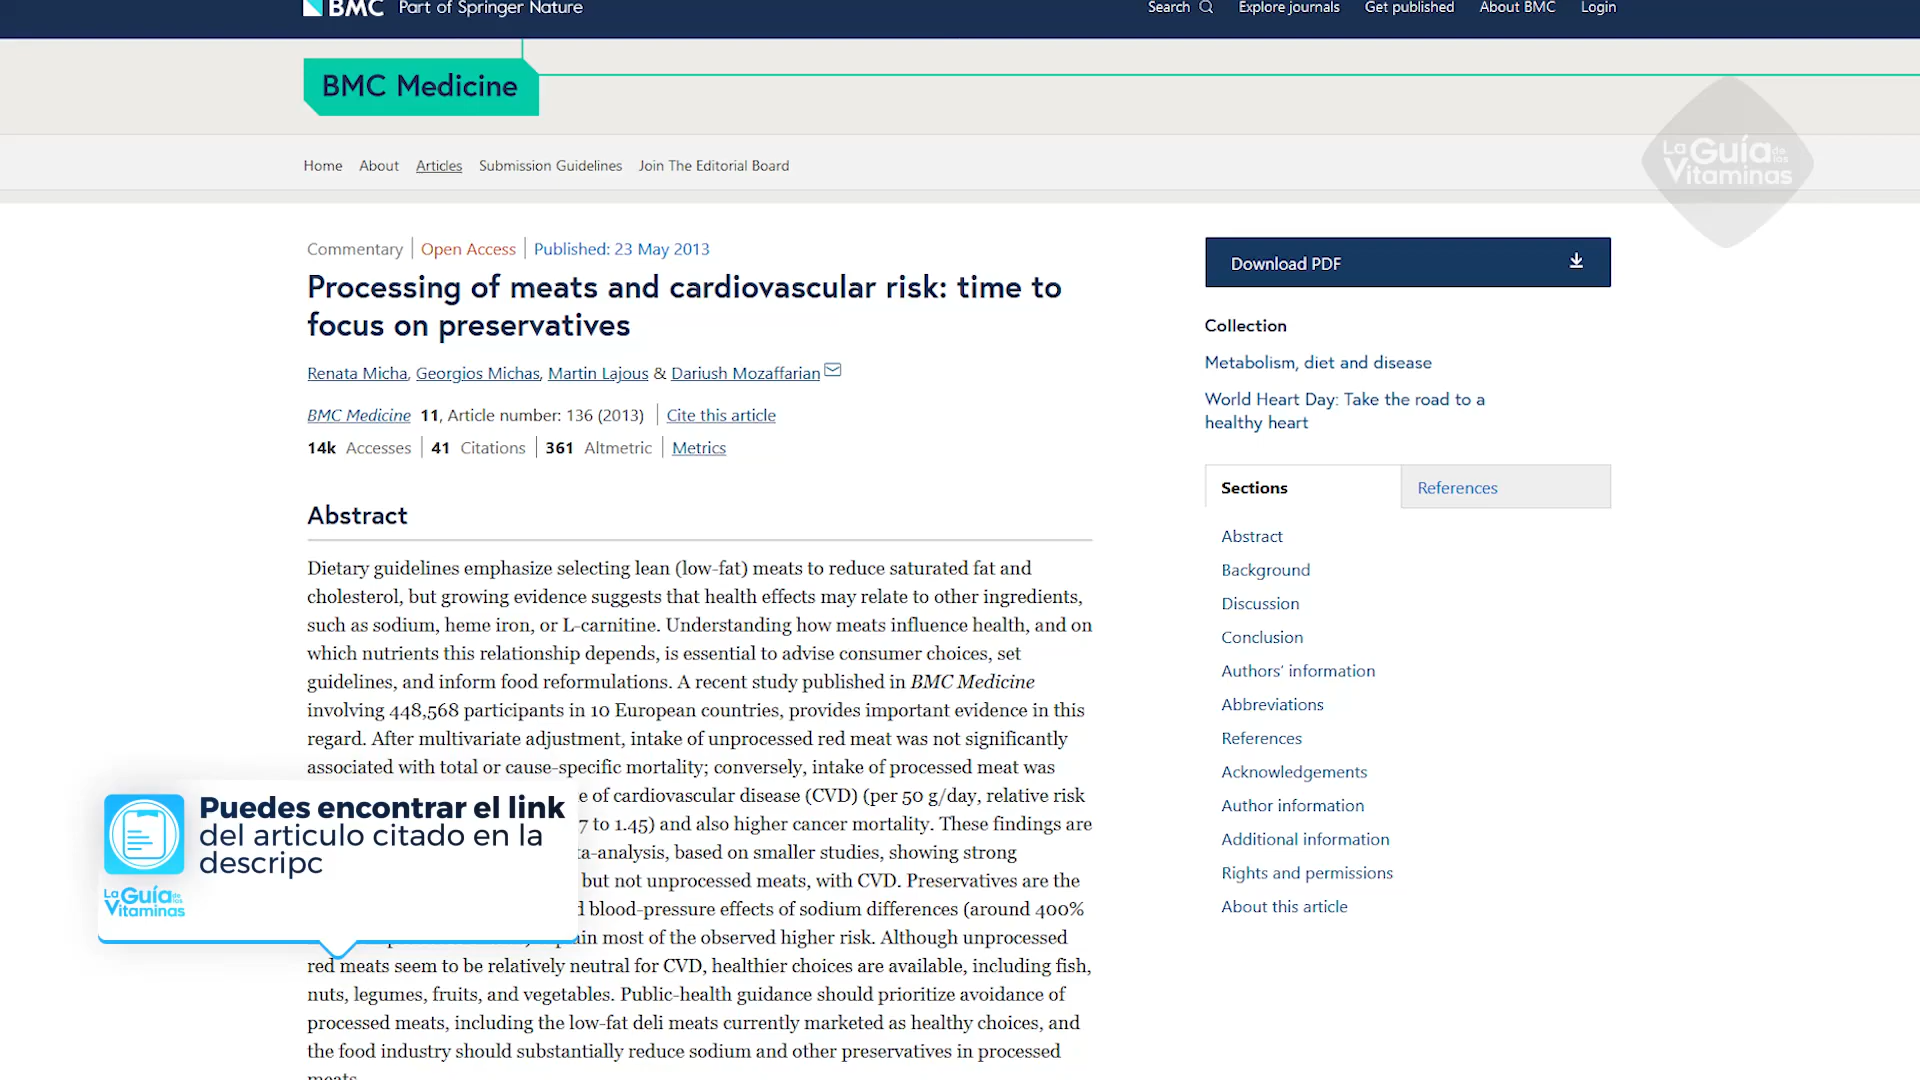 BMC Part of Springer Nature
Search Explore journals Get published About BMC Login
BMC Medicine
La Guía de los Vitaminas
Home About Articles Submission Guidelines Join The Editorial Board
Commentary Open Access Published: 23 May 2013
Processing of meats and cardiovascular risk: time to
focus on preservatives
Renata Micha, Georgios Michas, Martin Lajous & Dariush Mozaffarian
BMC Medicine 11, Article number: 136 (2013) Cite this article
14k Accesses 41 Citations 361 Altmetric Metrics
Abstract
Dietary guidelines emphasize selecting lean (low-fat) meats to reduce saturated fat and
cholesterol, but growing evidence suggests that health effects may relate to other ingredients,
such as sodium, heme iron, or L-carnitine. Understanding how meats influence health, and on
which nutrients this relationship depends, is essential to advise consumer choices, set
guidelines, and inform food reformulations. A recent study published in BMC Medicine
involving 448,568 participants in 10 European countries, provides important evidence in this
regard. After multivariate adjustment, intake of unprocessed red meat was not significantly
associated with total or cause-specific mortality; conversely, intake of processed meat was
e of cardiovascular disease (CVD) (per 50 g/day, relative risk
7 to 1.45) and also higher cancer mortality. These findings are
ta-analysis, based on smaller studies, showing strong
but not unprocessed meats, with CVD. Preservatives are the
d blood-pressure effects of sodium differences (around 400%
in most of the observed higher risk. Although unprocessed
red meats seem to be relatively neutral for CVD, healthier choices are available, including fish,
nuts, legumes, fruits, and vegetables. Public-health guidance should prioritize avoidance of
processed meats, including the low-fat deli meats currently marketed as healthy choices, and
the food industry should substantially reduce sodium and other preservatives in processed
meats.
Puedes encontrar el link
del articulo citado en la
descripc
La Guía de los Vitaminas
Download PDF
Collection
Metabolism, diet and disease
World Heart Day: Take the road to a
healthy heart
Sections References
Abstract
Background
Discussion
Conclusion
Authors' information
Abbreviations
References
Acknowledgements
Author information
Additional information
Rights and permissions
About this article